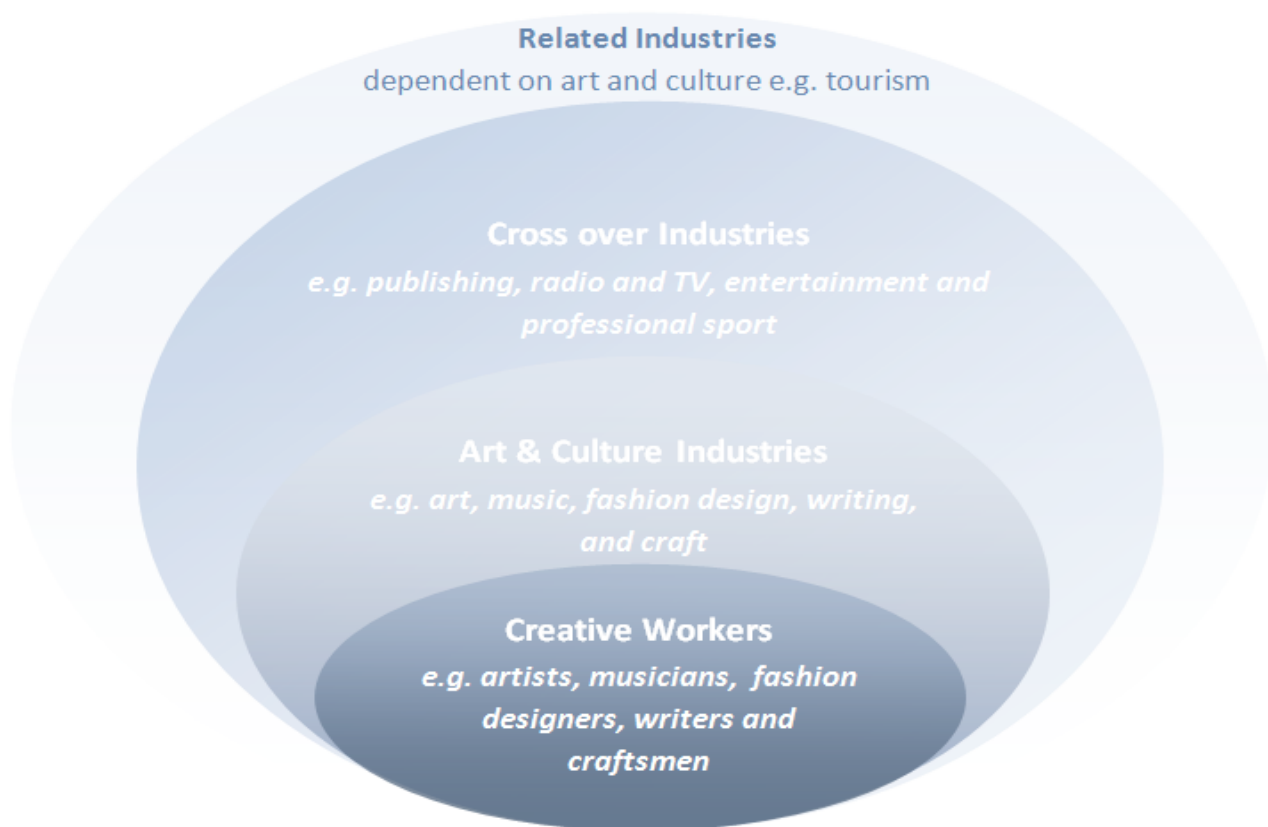 Related Industries
dependent on art and culture e.g. tourism
Cross over Industries
e.g. publishing, radio and TV, entertainment and
professional sport
Art & Culture Industries
e.g. art, music, fashion design, writing,
and craft
Creative Workers
e.g. artists, musicians, fashion
designers, writers and
craftsmen